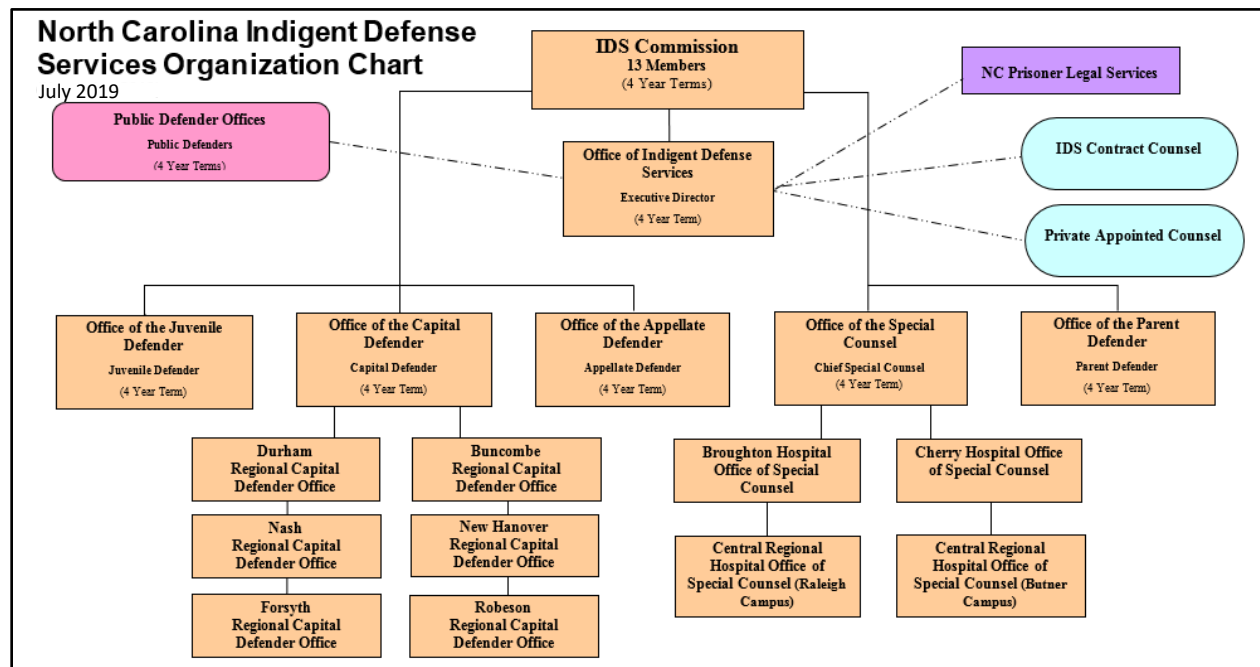 North Carolina Indigent Defense
Services Organization Chart
July 2019
IDS Commission
13 Members
(4 Year Terms)
NC Prisoner Legal Services
Public Defender Offices
Public Defenders
(4 Year Terms)
Office of Indigent Defense
Services
Executive Director
(4 Year Term)
IDS Contract Counsel
Private Appointed Counsel
Office of the Juvenile
Defender
Juvenile Defender
(4 Year Term)
Office of the Capital
Defender
Capital Defender
(4 Year Term)
Office of the Appellate
Defender
Appellate Defender
(4 Year Term)
Office of the Special
Counsel
Chief Special Counsel
(4 Year Term)
Office of the Parent
Defender
Parent Defender
(4 Year Term)
Durham
Regional Capital
Defender Office
Buncombe
Regional Capital
Defender Office
Broughton Hospital
Office of Special
Counsel
Cherry Hospital Office
of Special Counsel
Nash
Regional Capital
Defender Office
New Hanover
Regional Capital
Defender Office
Central Regional
Hospital Office of
Special Counsel (Raleigh
Campus)
Central Regional
Hospital Office of
Special Counsel (Butner
Campus)
Forsyth
Regional Capital
Defender Office
Robeson
Regional Capital
Defender Office